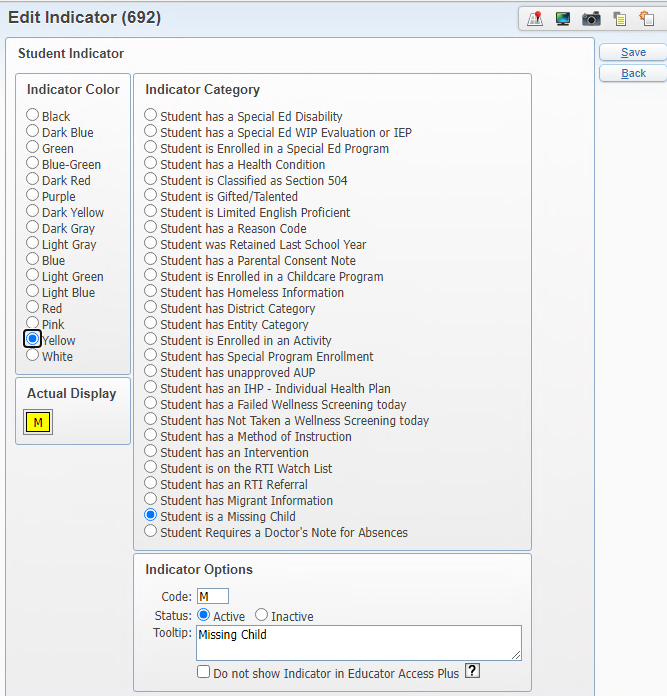 Edit Indicator (692)
Save
Back
Student Indicator
Indicator Color
Black
Dark Blue
Green
Blue-Green
Dark Red
Purple
Dark Yellow
Dark Gray
Light Gray
Blue
Light Green
Light Blue
Red
Pink
Yellow
White
Actual Display
M
Indicator Category
Student has a Special Ed Disability
Student has a Special Ed WIP Evaluation or IEP
Student is Enrolled in a Special Ed Program
Student has a Health Condition
Student is Classified as Section 504
Student is Gifted/Talented
Student is Limited English Proficient
Student has a Reason Code
Student was Retained Last School Year
Student has a Parental Consent Note
Student is Enrolled in a Childcare Program
Student has Homeless Information
Student has District Category
Student has Entity Category
Student is Enrolled in an Activity
Student has Special Program Enrollment
Student has unapproved AUP
Student has an IHP - Individual Health Plan
Student has a Failed Wellness Screening today
Student has Not Taken a Wellness Screening today
Student has a Method of Instruction
Student has an Intervention
Student is on the RTI Watch List
Student has an RTI Referral
Student has Migrant Information
Student is a Missing Child
Student Requires a Doctor's Note for Absences
Indicator Options
Code: M
Status: Active Inactive
Tooltip: Missing Child
Do not show Indicator in Educator Access Plus ?